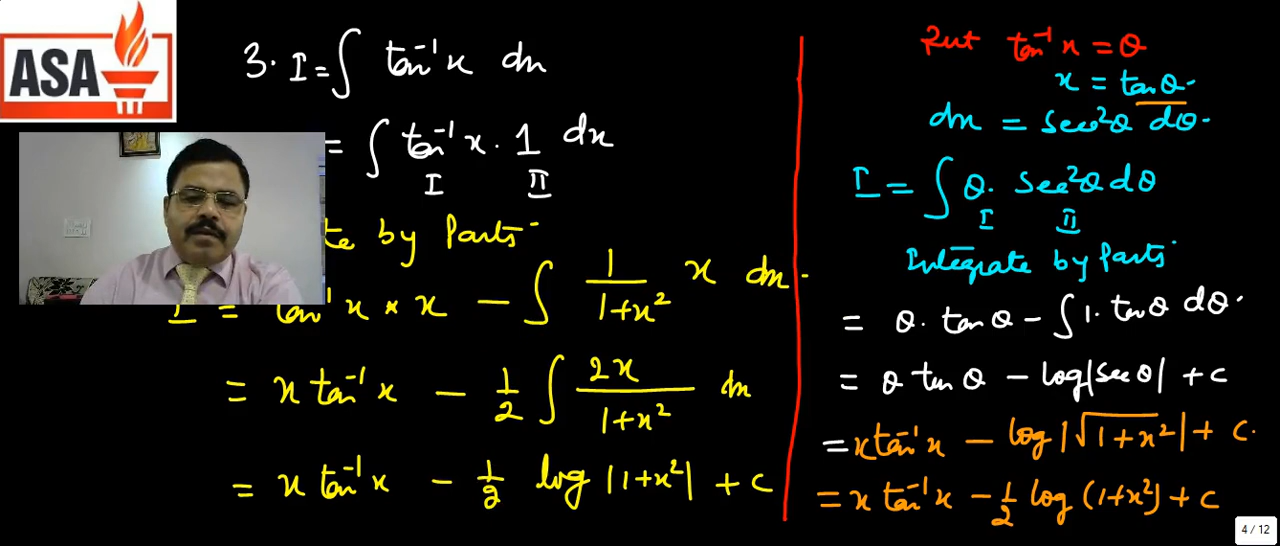 ASA
3. I = ∫ tan⁻¹x dx
= ∫ tan⁻¹x · 1 dx
I II
te by Parts
I = tan⁻¹x * x − ∫ 1/(1+x²) x dx.
= x tan⁻¹x − 1/2 ∫ 2x/(1+x²) dx
= x tan⁻¹x − 1/2 log |1+x²| + c
Put tan⁻¹x = θ
x = tanθ.
dx = sec²θ dθ.
I = ∫ θ. sec²θ dθ
I II
Integrate by Parts
= θ. tanθ − ∫ 1. tanθ dθ.
= θ tanθ − log|secθ| + c
= x tan⁻¹x − log |√1+x²| + c.
= x tan⁻¹x − 1/2 log (1+x²) + c
4 / 12